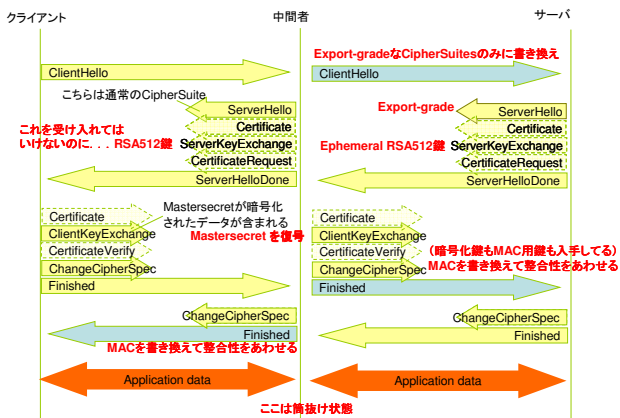 クライアント
中間者
サーバ
Export-gradeなCipherSuitesのみに書き換え
ClientHello
ClientHello
こちらは通常のCipherSuite
ServerHello
Export-grade
ServerHello
これを受け入れては
いけないのに．．．RSA512鍵
Certificate
ServerKeyExchange
CertificateRequest
ServerHelloDone
Certificate
Ephemeral RSA512鍵
ServerKeyExchange
CertificateRequest
ServerHelloDone
Certificate
Mastersecretが暗号化
されたデータが含まれる
ClientKeyExchange
Mastersecret を復号
CertificateVerify
ChangeCipherSpec
Finished
Certificate
ClientKeyExchange
CertificateVerify
（暗号化鍵もMAC用鍵も入手してる）
MACを書き換えて整合性をあわせる
ChangeCipherSpec
Finished
ChangeCipherSpec
Finished
MACを書き換えて整合性をあわせる
ChangeCipherSpec
Finished
Application data
Application data
ここは筒抜け状態